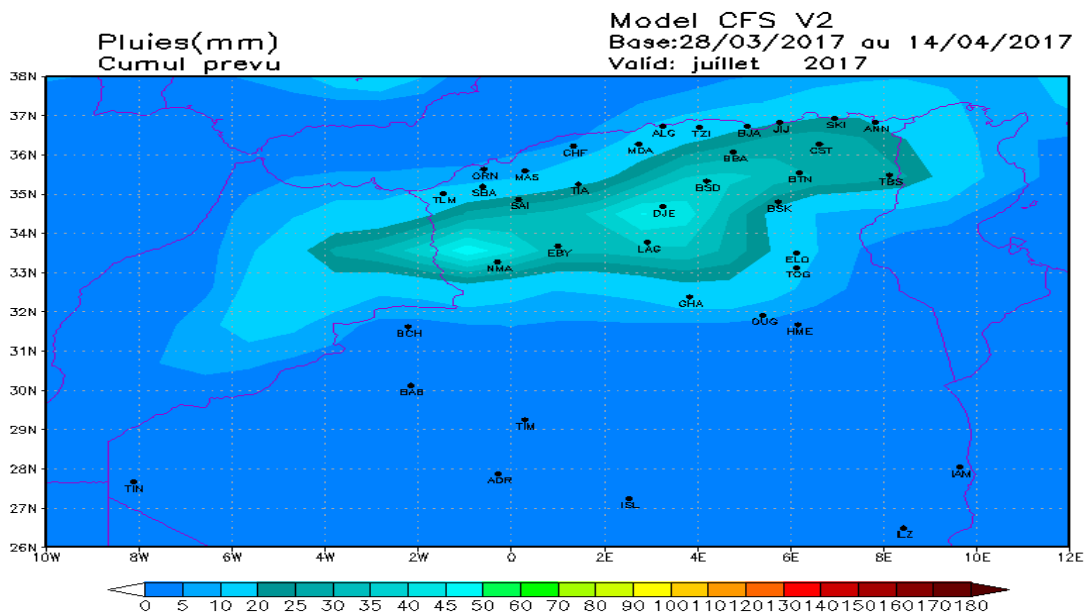 Model CFS V2
Pluies(mm)
Base:28/03/2017 au 14/04/2017
Cumul prevu
Valid: juillet 2017
38N
37N
SKI
ALG TZI BJA JIJ ANN
MDA CST
CHF BBA
36N
ORN MAS BTN TBS
SBA TIA BSD
35N
TLM SAI BSK
DJE
34N
EBY LAG
NMA ELO
33N
TOG
GHA
32N
OUG
BCH HME
31N
30N
BAB
29N
TIM
28N
TIN ADR IAM
27N
ISL
ILZ
26N
10W 8W 6W 4W 2W 0 2E 4E 6E 8E 10E 12E
0 5 10 20 25 30 35 40 45 50 60 70 80 90 100 110 120 130 140 150 160 170 180